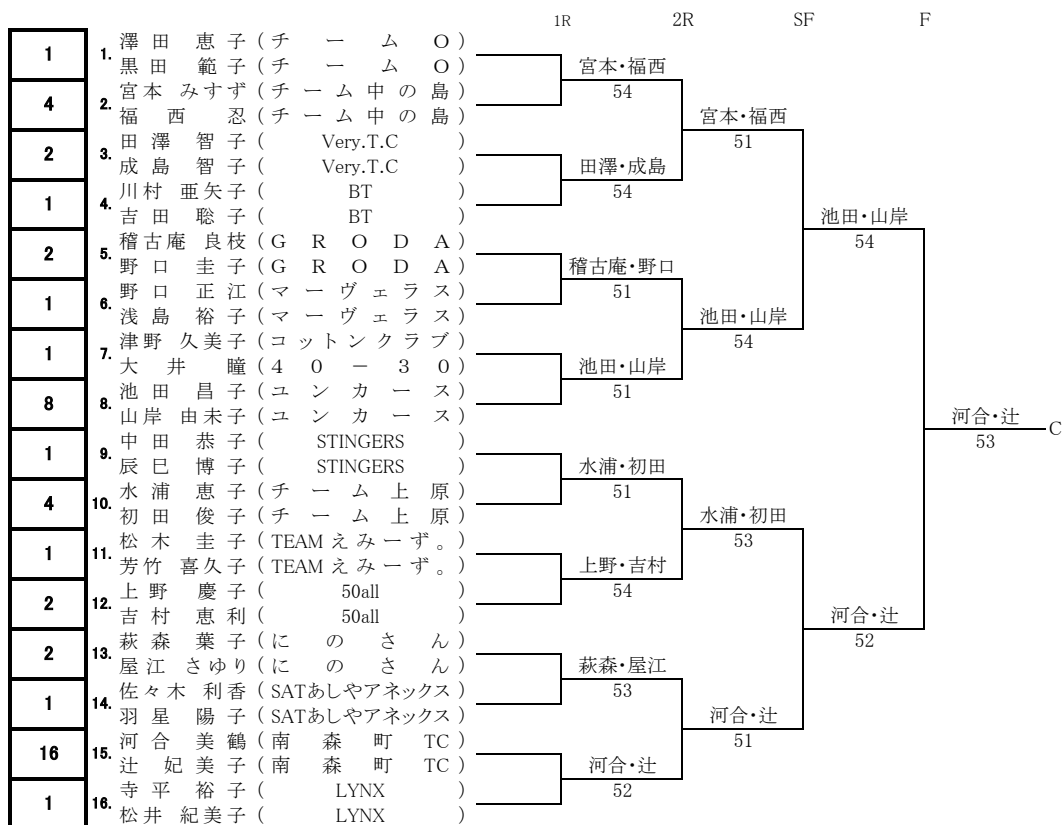 1R 2R SF F
1 1. 澤田 恵子 (チームO)
黒田 範子 (チームO)
宮本・福西
54
4 2. 宮本 みすず (チーム中の島)
福西 忍 (チーム中の島)
宮本・福西
51
2 3. 田澤 智子 (Very.T.C)
成島 智子 (Very.T.C)
田澤・成島
54
1 4. 川村 亜矢子 (BT)
吉田 聡子 (BT)
池田・山岸
54
2 5. 稽古庵 良枝 (GRODA)
野口 圭子 (GRODA)
稽古庵・野口
51
1 6. 野口 正江 (マーヴェラス)
浅島 裕子 (マーヴェラス)
池田・山岸
54
1 7. 津野 久美子 (コットンクラブ)
大井 瞳 (40-30)
池田・山岸
51
8 8. 池田 昌子 (ユンカース)
山岸 由未子 (ユンカース)
河合・辻 C
53
1 9. 中田 恭子 (STINGERS)
辰巳 博子 (STINGERS)
水浦・初田
51
4 10. 水浦 恵子 (チーム上原)
初田 俊子 (チーム上原)
水浦・初田
53
1 11. 松木 圭子 (TEAMえみーず。)
芳竹 喜久子 (TEAMえみーず。)
上野・吉村
54
2 12. 上野 慶子 (50all)
吉村 恵利 (50all)
河合・辻
52
2 13. 萩森 葉子 (にのさん)
屋江 さゆり (にのさん)
萩森・屋江
53
1 14. 佐々木 利香 (SATあしやアネックス)
羽星 陽子 (SATあしやアネックス)
河合・辻
51
16 15. 河合 美鶴 (南森町TC)
辻 妃美子 (南森町TC)
河合・辻
52
1 16. 寺平 裕子 (LYNX)
松井 紀美子 (LYNX)